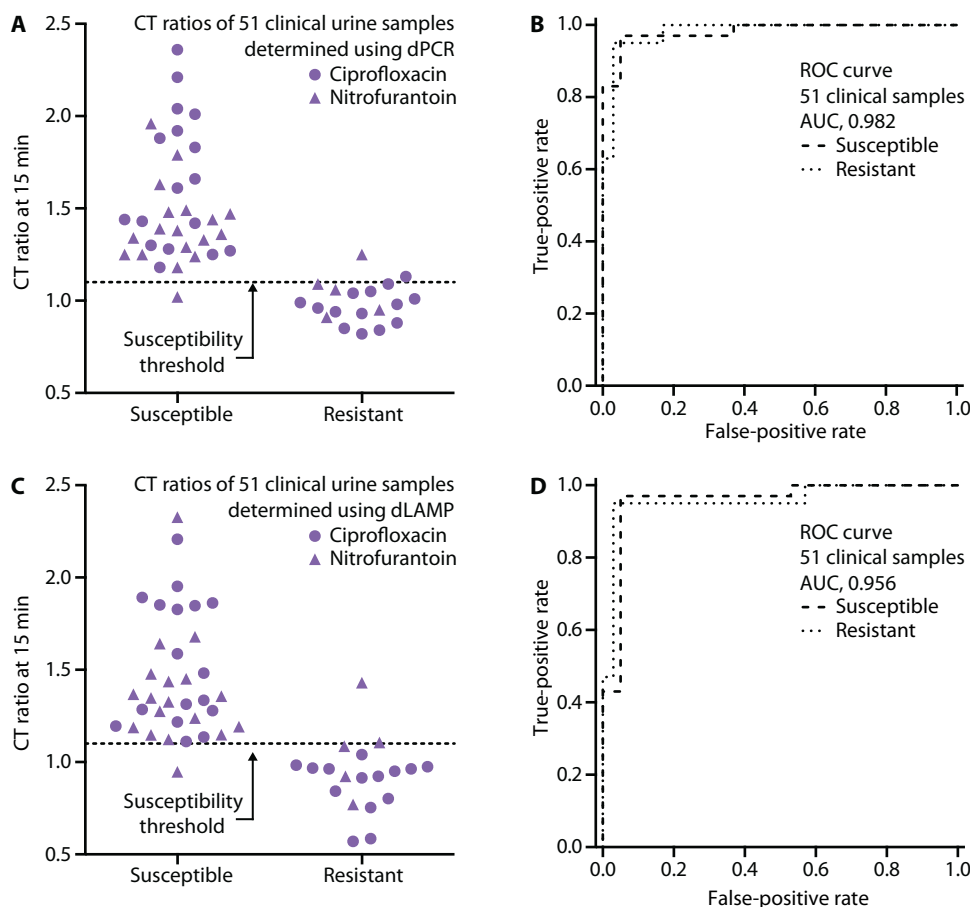 A
CT ratios of 51 clinical urine samples
determined using dPCR
Ciprofloxacin
Nitrofurantoin
CT ratio at 15 min
2.5
2.0
1.5
1.0
0.5
Susceptibility
threshold
Susceptible
Resistant
B
True-positive rate
1.0
0.8
0.6
0.4
0.2
0.0
ROC curve
51 clinical samples
AUC, 0.982
Susceptible
Resistant
0.0 0.2 0.4 0.6 0.8 1.0
False-positive rate
C
CT ratios of 51 clinical urine samples
determined using dLAMP
Ciprofloxacin
Nitrofurantoin
CT ratio at 15 min
2.5
2.0
1.5
1.0
0.5
Susceptibility
threshold
Susceptible
Resistant
D
True-positive rate
1.0
0.8
0.6
0.4
0.2
0.0
ROC curve
51 clinical samples
AUC, 0.956
Susceptible
Resistant
0.0 0.2 0.4 0.6 0.8 1.0
False-positive rate